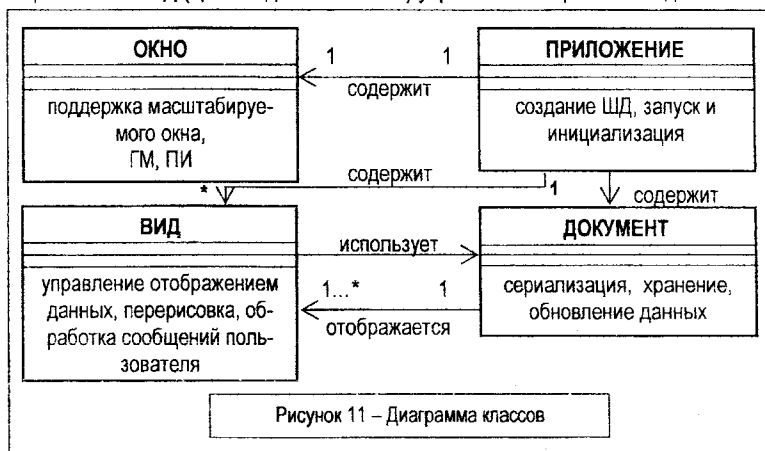 ОКНО
1 1
ПРИЛОЖЕНИЕ
содержит
поддержка масштабируе-
мого окна,
ГМ, ПИ
создание ШД, запуск и
инициализация
содержит
*
1
содержит
ВИД
ДОКУМЕНТ
использует
управление отображением
данных, перерисовка, об-
работка сообщений поль-
зователя
1...* 1
отображается
сериализация, хранение,
обновление данных
Рисунок 11 – Диаграмма классов